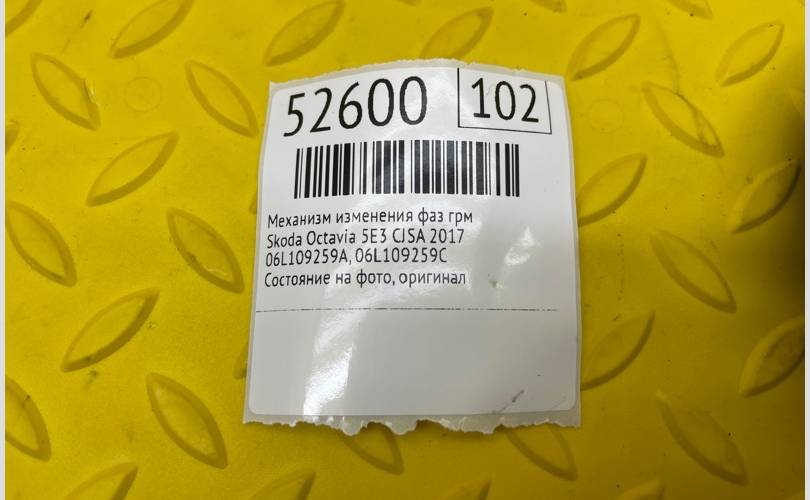 52600 102
Механизм изменения фаз грм
Skoda Octavia 5E3 CJSA 2017
06L109259A, 06L109259C
Состояние на фото, оригинал